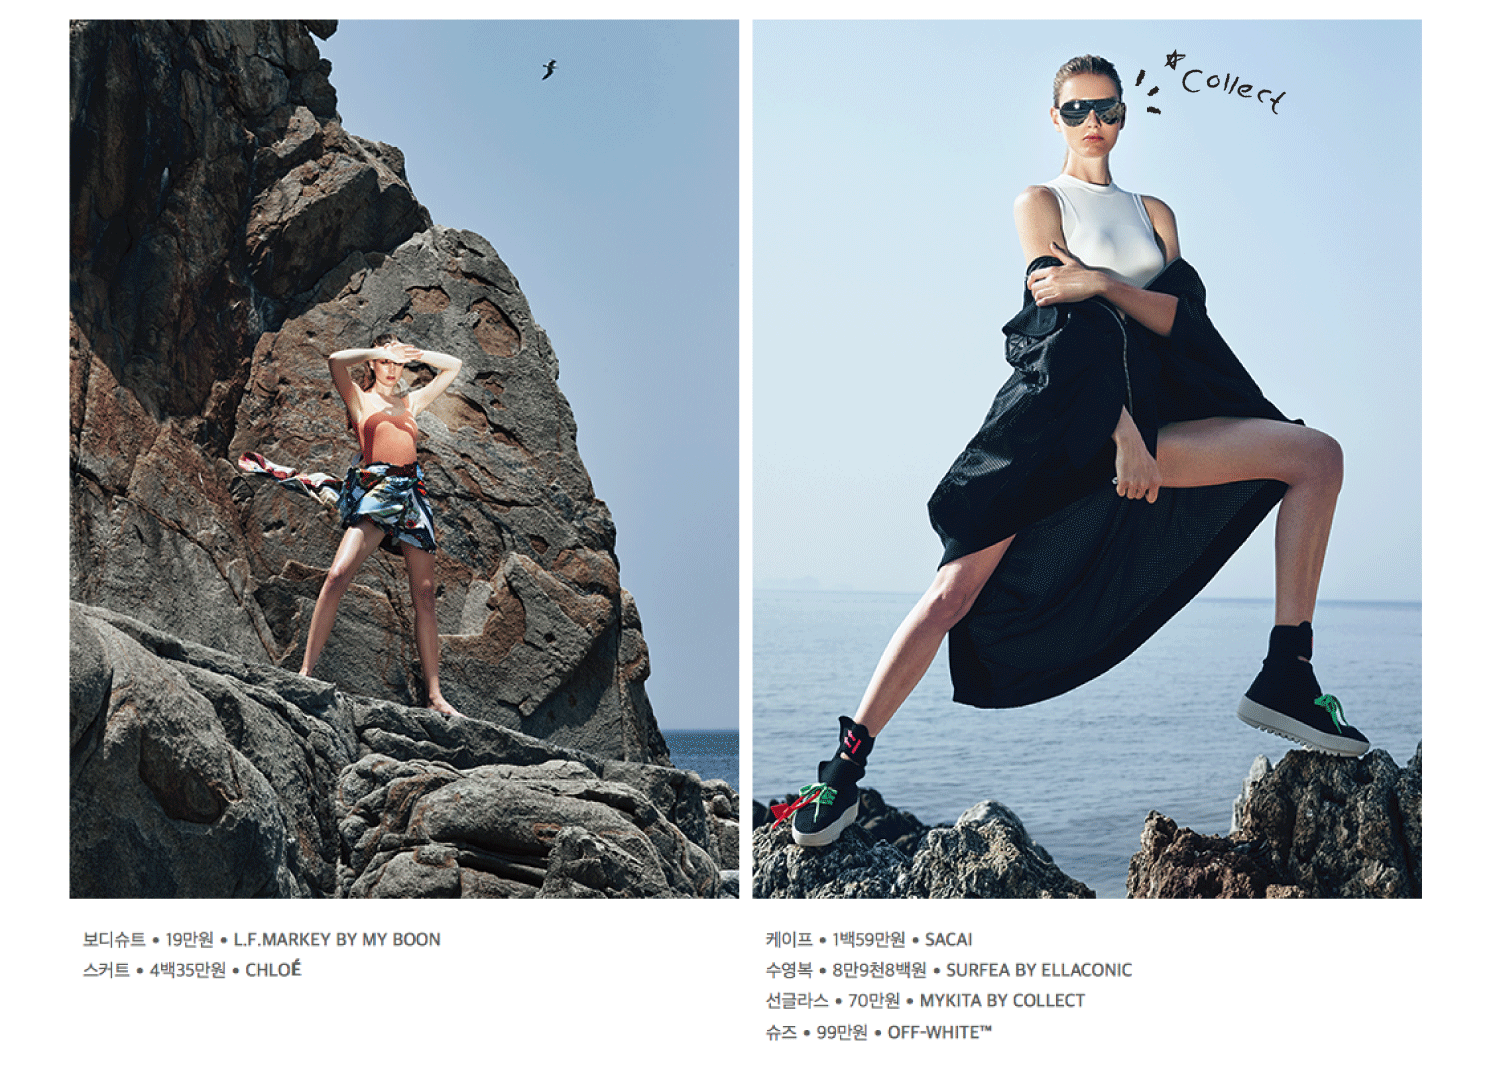 ☆Collect
보디슈트 • 19만원 • L.F.MARKEY BY MY BOON
스커트 • 4백35만원 • CHLOÉ
케이프 • 1백59만원 • SACAI
수영복 • 8만9천8백원 • SURFEA BY ELLACONIC
선글라스 • 70만원 • MYKITA BY COLLECT
슈즈 • 99만원 • OFF-WHITE™